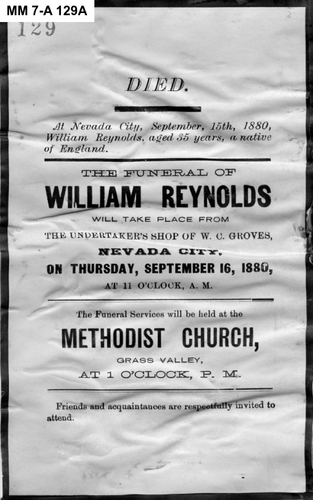 MM 7-A 129A
129
DIED.
At Nevada City, September, 15th, 1880,
William Reynolds, aged 35 years, a native
of England.
THE FUNERAL OF
WILLIAM REYNOLDS
WILL TAKE PLACE FROM
THE UNDERTAKER'S SHOP OF W. C. GROVES,
NEVADA CITY,
ON THURSDAY, SEPTEMBER 16, 1880,
AT 11 O'CLOCK, A. M.
The Funeral Services will be held at the
METHODIST CHURCH,
GRASS VALLEY,
AT 1 O'CLOCK, P. M.
Friends and acquaintances are respectfully invited to
attend.